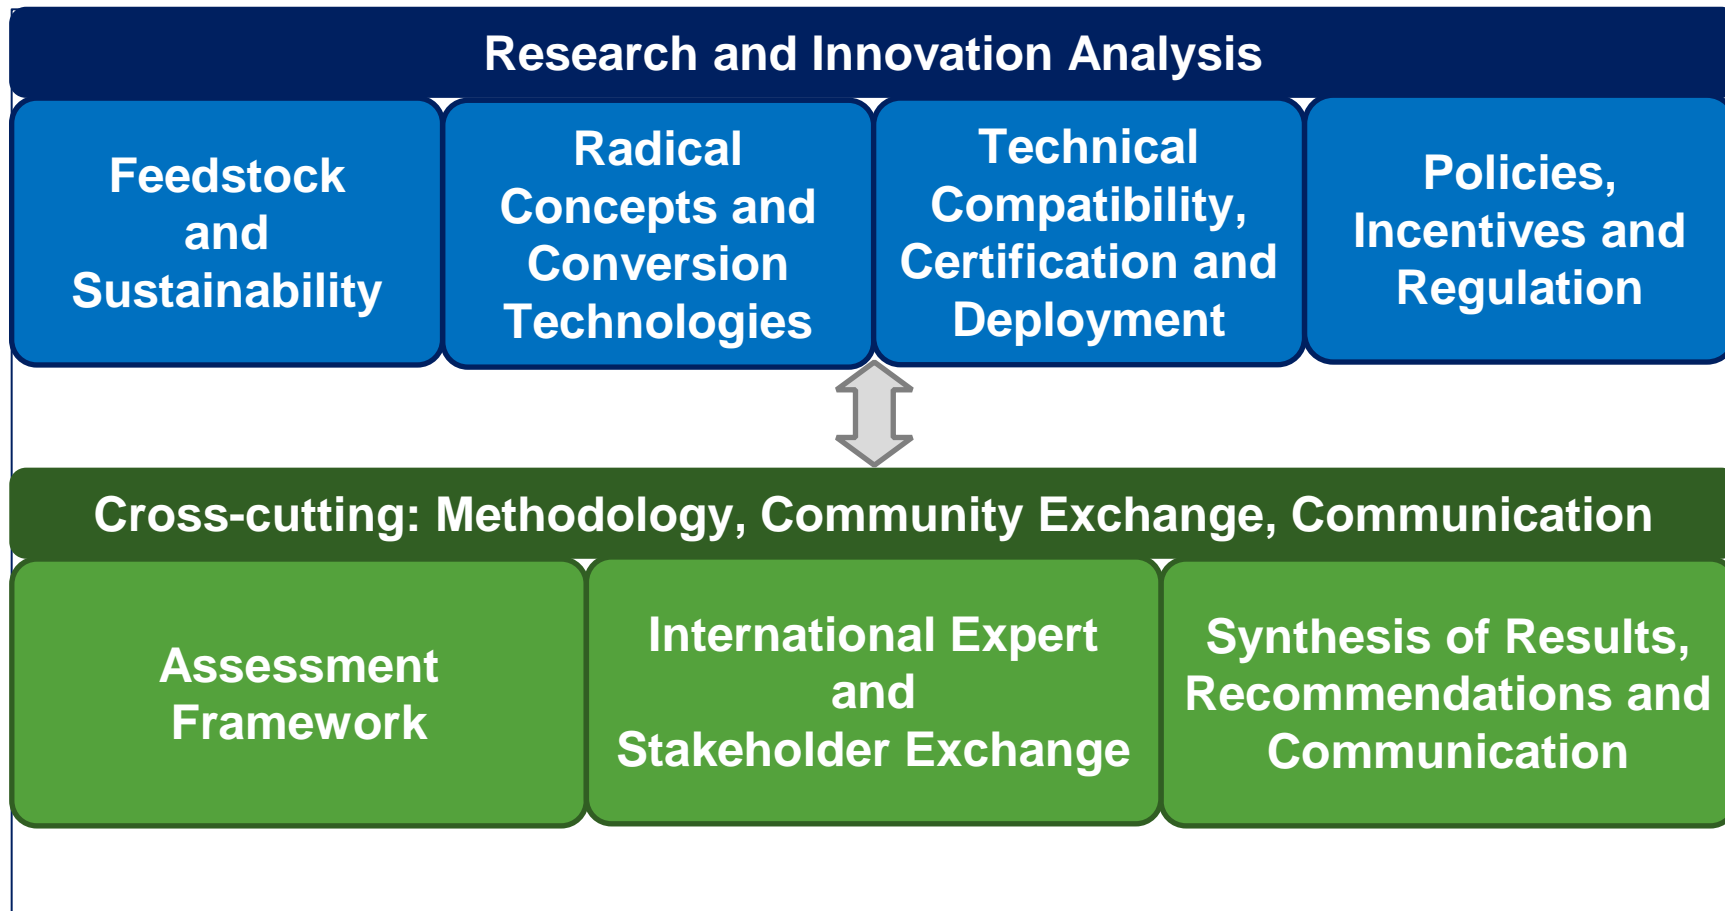 Research and Innovation Analysis
Feedstock
and
Sustainability
Radical
Concepts and
Conversion
Technologies
Technical
Compatibility,
Certification and
Deployment
Policies,
Incentives and
Regulation
Cross-cutting: Methodology, Community Exchange, Communication
Assessment
Framework
International Expert
and
Stakeholder Exchange
Synthesis of Results,
Recommendations and
Communication